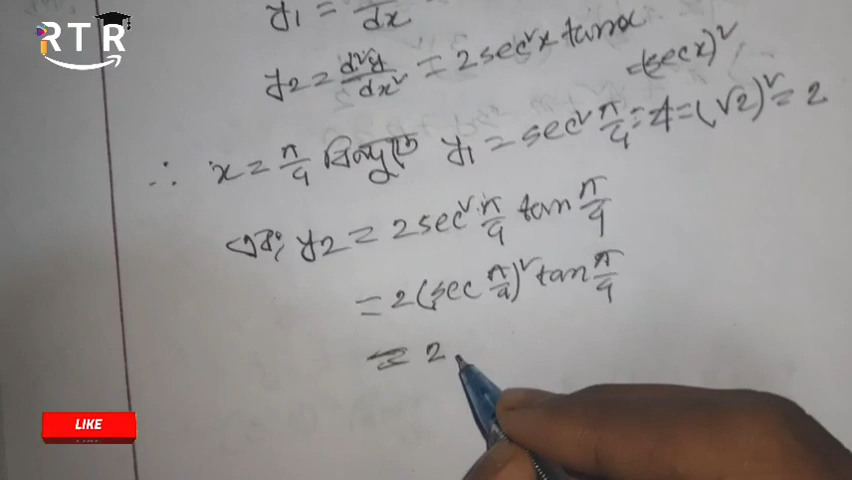 RTR
y₁ = dx
y₂ = d²y/dx² = 2sec²x tanx
=(secx)²
∴ x = π/4 বিন্দুতে y₁ = sec² π/4 = 4 = (√2)² = 2
এবং, y₂ = 2sec² π/4 tan π/4
= 2(sec π/4)² tan π/4
= 2
LIKE